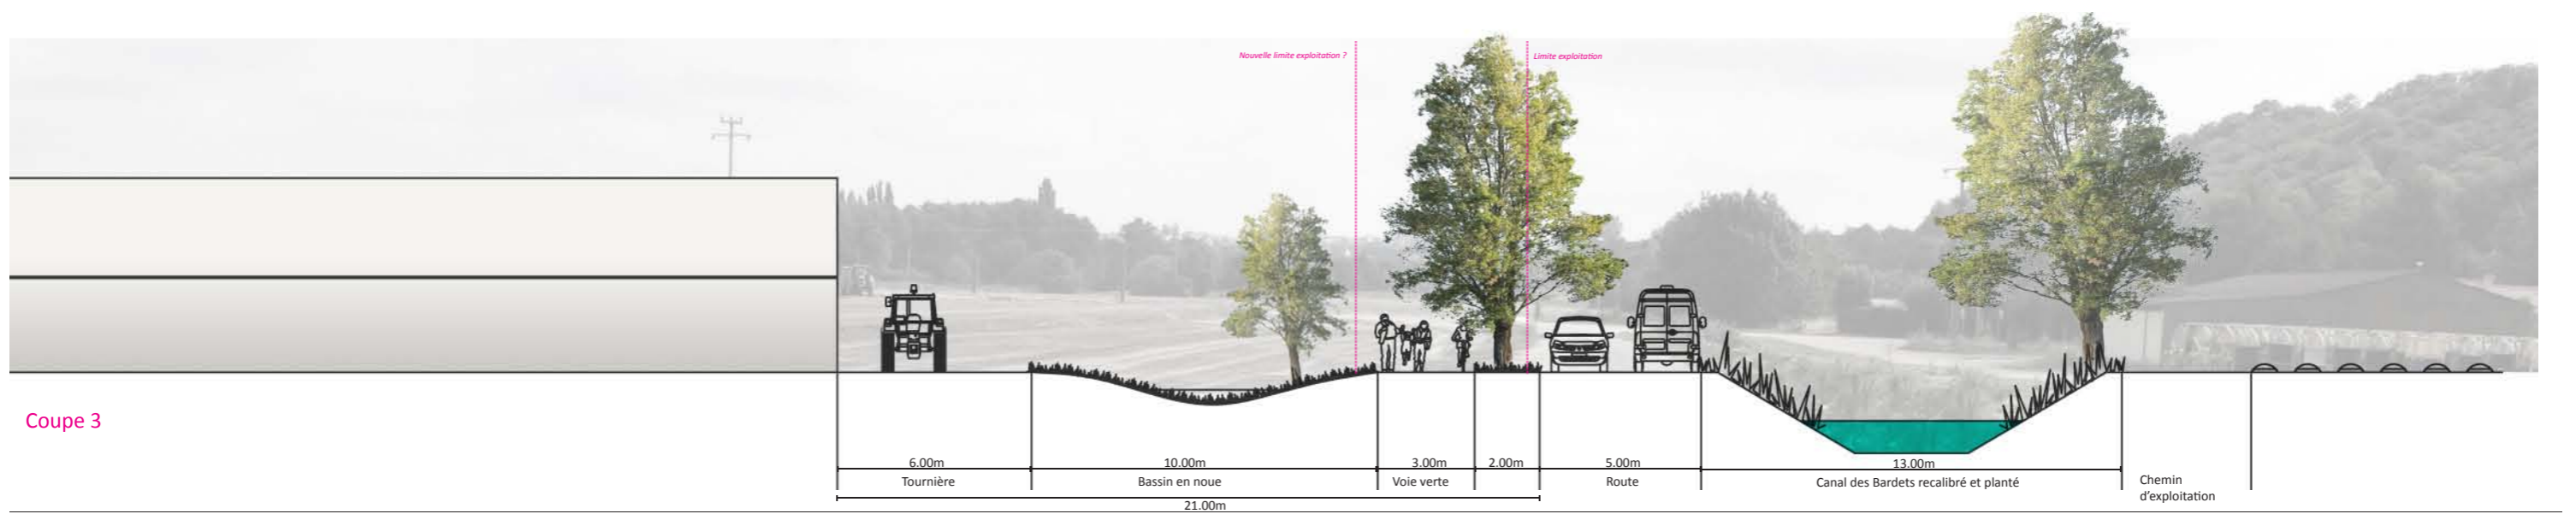 Nouvelle limite exploitation ?
Limite exploitation
Coupe 3
6.00m
10.00m
3.00m
2.00m
5.00m
13.00m
Tournière
Bassin en noue
Voie verte
Route
Canal des Bardets recalibré et planté
Chemin
d'exploitation
21.00m